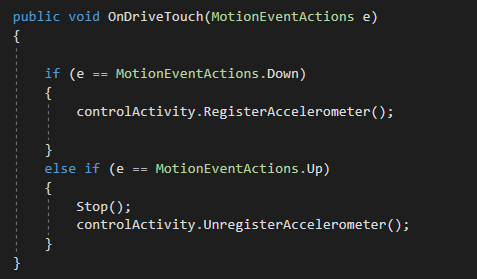 public void OnDriveTouch(MotionEventActions e)
{
if (e == MotionEventActions.Down)
{
controlActivity.RegisterAccelerometer();
}
else if (e == MotionEventActions.Up)
{
Stop();
controlActivity.UnregisterAccelerometer();
}
}